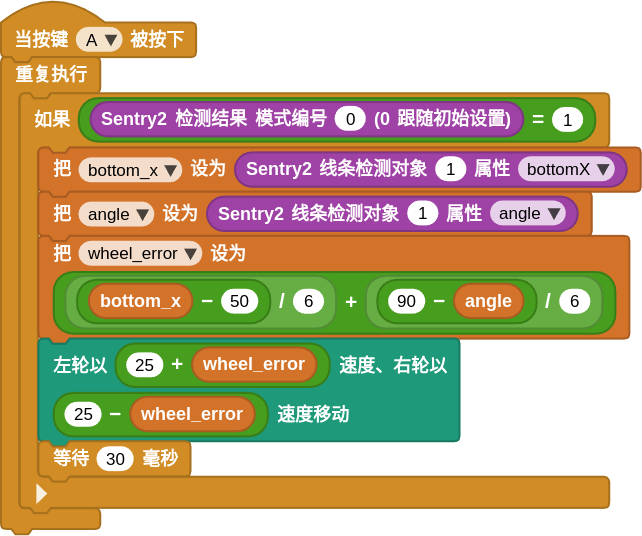 当按键 A 被按下
重复执行
如果 Sentry2 检测结果 模式编号 0 (0 跟随初始设置) = 1
把 bottom_x 设为 Sentry2 线条检测对象 1 属性 bottomX
把 angle 设为 Sentry2 线条检测对象 1 属性 angle
把 wheel_error 设为
bottom_x − 50 / 6 + 90 − angle / 6
左轮以 25 + wheel_error 速度、右轮以
25 − wheel_error 速度移动
等待 30 毫秒